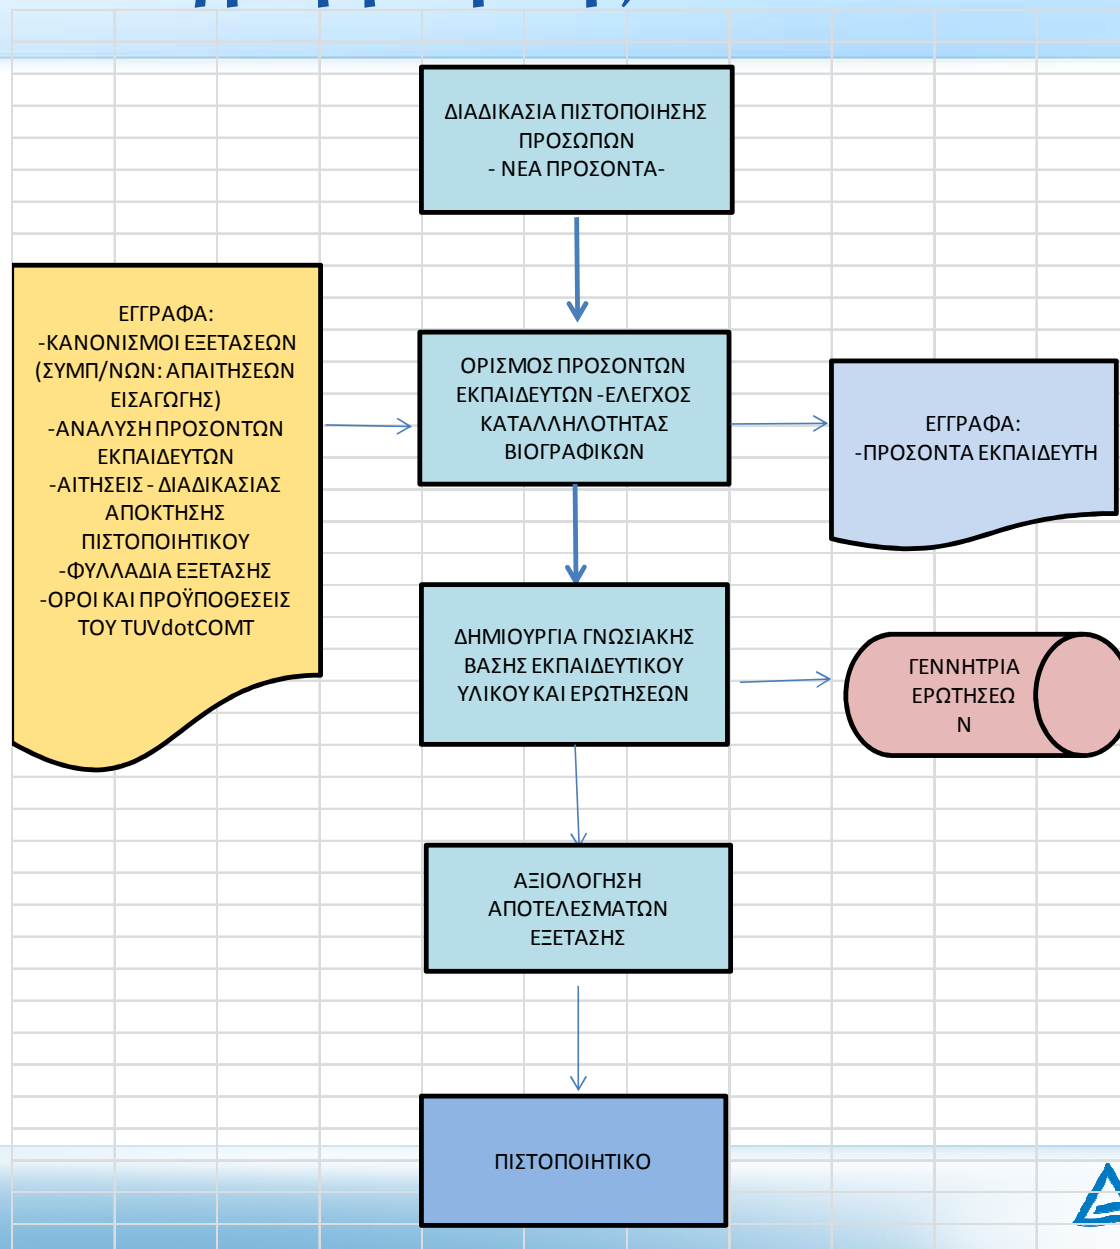 ΔΙΑΔΙΚΑΣΙΑ ΠΙΣΤΟΠΟΙΗΣΗΣ
ΠΡΟΣΩΠΩΝ
- ΝΕΑ ΠΡΟΣΟΝΤΑ-
ΕΓΓΡΑΦΑ:
-ΚΑΝΟΝΙΣΜΟΙ ΕΞΕΤΑΣΕΩΝ
(ΣΥΜΠ/ΝΩΝ: ΑΠΑΙΤΗΣΕΩΝ
ΕΙΣΑΓΩΓΗΣ)
-ΑΝΑΛΥΣΗ ΠΡΟΣΟΝΤΩΝ
ΕΚΠΑΙΔΕΥΤΩΝ
-ΑΙΤΗΣΕΙΣ - ΔΙΑΔΙΚΑΣΙΑΣ
ΑΠΟΚΤΗΣΗΣ
ΠΙΣΤΟΠΟΙΗΤΙΚΟΥ
-ΦΥΛΛΑΔΙΑ ΕΞΕΤΑΣΗΣ
-ΟΡΟΙ ΚΑΙ ΠΡΟΫΠΟΘΕΣΕΙΣ
ΤΟΥ TUVdotCOMT
ΟΡΙΣΜΟΣ ΠΡΟΣΟΝΤΩΝ
ΕΚΠΑΙΔΕΥΤΩΝ -ΕΛΕΓΧΟΣ
ΚΑΤΑΛΛΗΛΟΤΗΤΑΣ
ΒΙΟΓΡΑΦΙΚΩΝ
ΕΓΓΡΑΦΑ:
-ΠΡΟΣΟΝΤΑ ΕΚΠΑΙΔΕΥΤΗ
ΔΗΜΙΟΥΡΓΙΑ ΓΝΩΣΙΑΚΗΣ
ΒΑΣΗΣ ΕΚΠΑΙΔΕΥΤΙΚΟΥ
ΥΛΙΚΟΥ ΚΑΙ ΕΡΩΤΗΣΕΩΝ
ΓΕΝΝΗΤΡΙΑ
ΕΡΩΤΗΣΕΩ
Ν
ΑΞΙΟΛΟΓΗΣΗ
ΑΠΟΤΕΛΕΣΜΑΤΩΝ
ΕΞΕΤΑΣΗΣ
ΠΙΣΤΟΠΟΙΗΤΙΚΟ